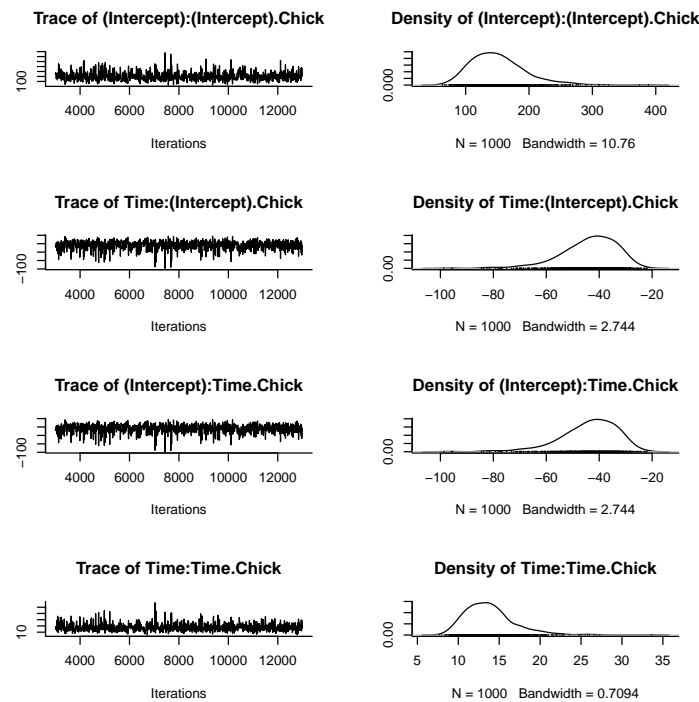 Trace of (Intercept):(Intercept).Chick
100
4000 6000 8000 10000 12000
Iterations
Density of (Intercept):(Intercept).Chick
0.000
100 200 300 400
N = 1000 Bandwidth = 10.76
Trace of Time:(Intercept).Chick
−100
4000 6000 8000 10000 12000
Iterations
Density of Time:(Intercept).Chick
0.00
−100 −80 −60 −40 −20
N = 1000 Bandwidth = 2.744
Trace of (Intercept):Time.Chick
−100
4000 6000 8000 10000 12000
Iterations
Density of (Intercept):Time.Chick
0.00
−100 −80 −60 −40 −20
N = 1000 Bandwidth = 2.744
Trace of Time:Time.Chick
10
4000 6000 8000 10000 12000
Iterations
Density of Time:Time.Chick
0.00
5 10 15 20 25 30 35
N = 1000 Bandwidth = 0.7094